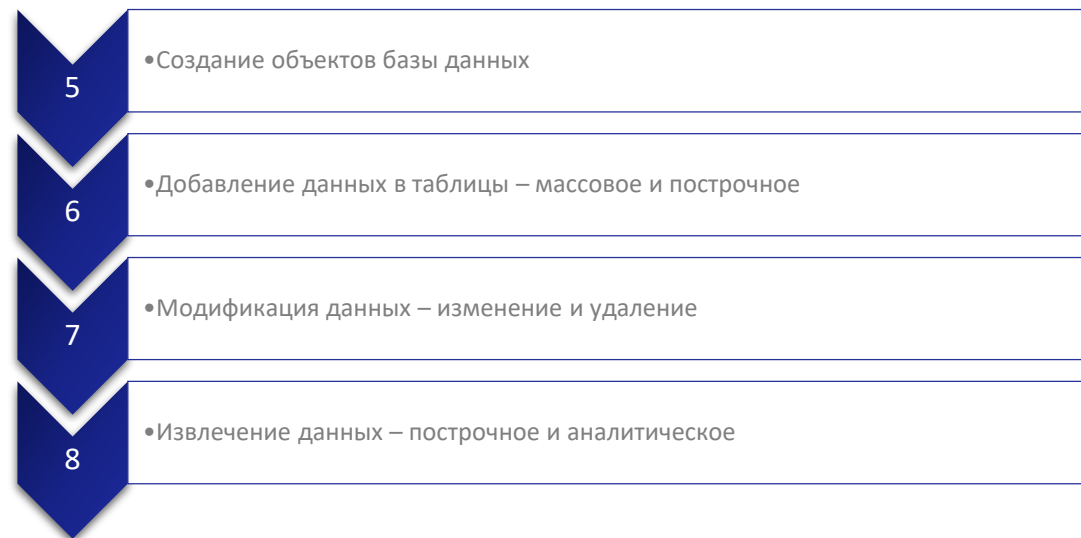 5
•Создание объектов базы данных
6
•Добавление данных в таблицы – массовое и построчное
7
•Модификация данных – изменение и удаление
8
•Извлечение данных – построчное и аналитическое